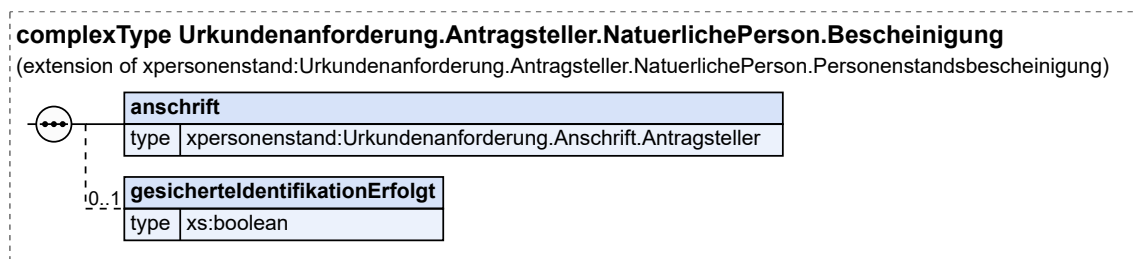 complexType Urkundenanforderung.Antragsteller.NatuerlichePerson.Bescheinigung
(extension of xpersonenstand:Urkundenanforderung.Antragsteller.NatuerlichePerson.Personenstandsbescheinigung)
anschrift
type xpersonenstand:Urkundenanforderung.Anschrift.Antragsteller
0..1 gesicherteIdentifikationErfolgt
type xs:boolean